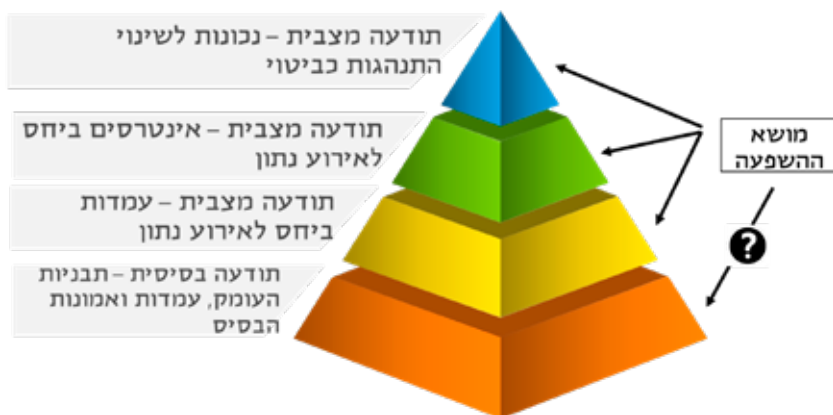 תודעה מצבית – נכונות לשינוי
התנהגות כביטוי
תודעה מצבית – אינטרסים ביחס
לאירוע נתון
תודעה מצבית – עמדות
ביחס לאירוע נתון
תודעה בסיסית – תבניות
העומק, עמדות ואמונות
הבסיס
מושא
ההשפעה
?